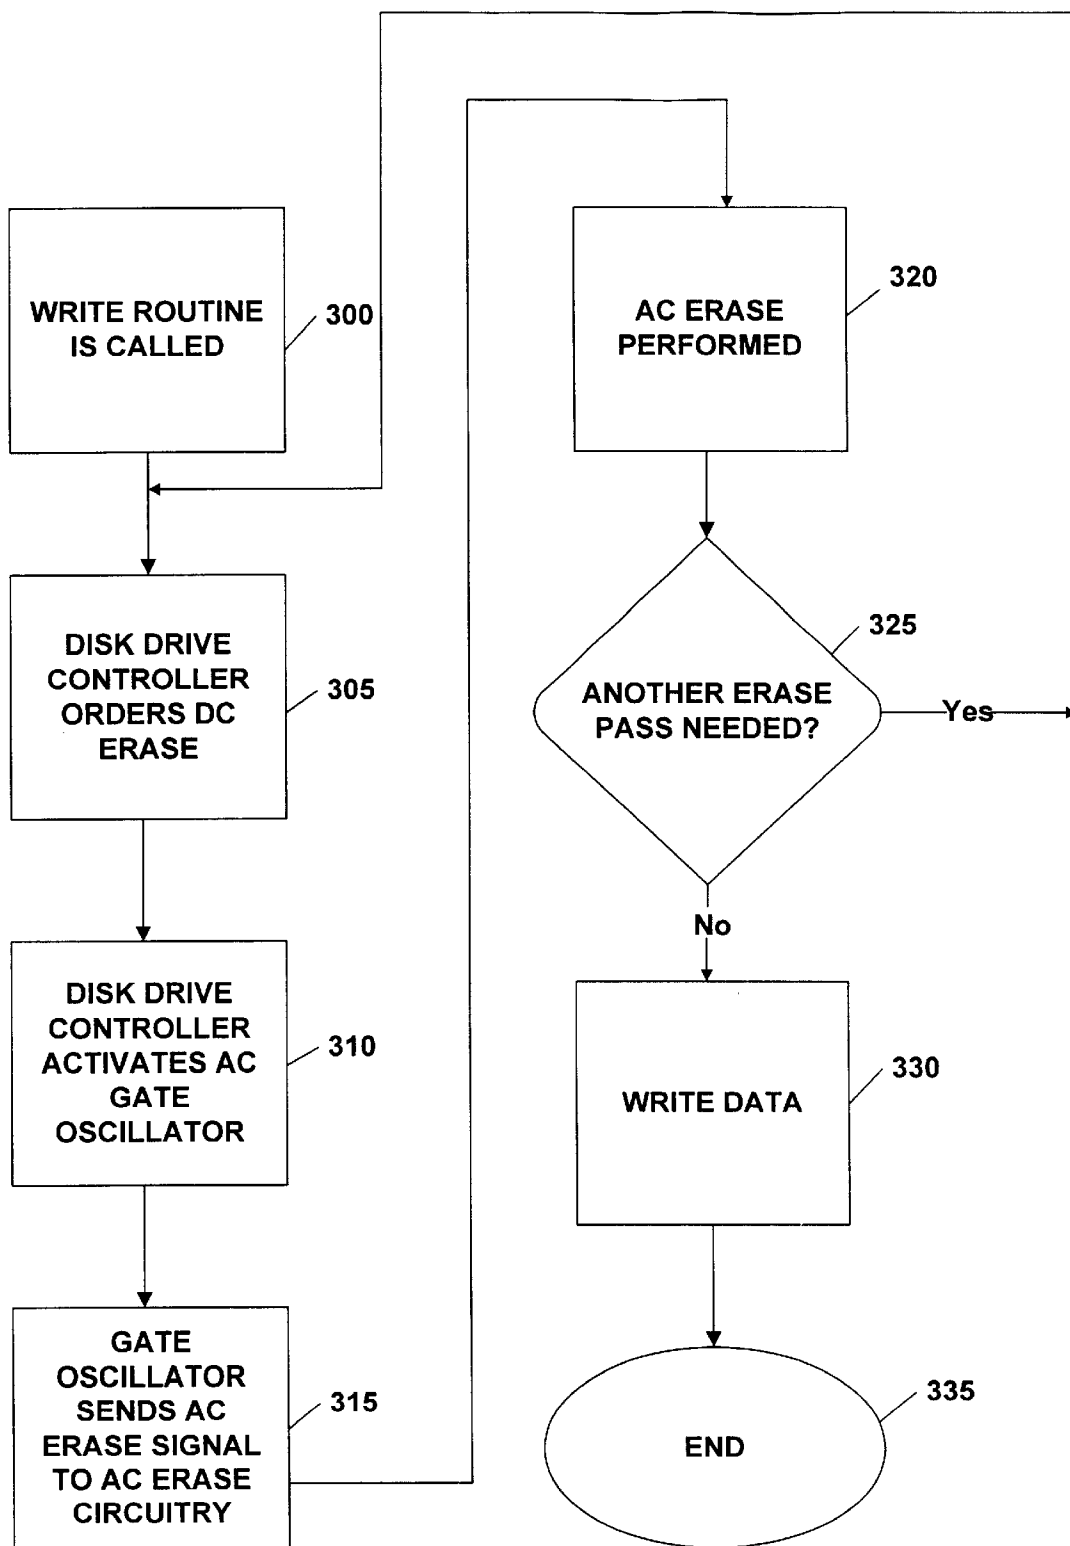 WRITE ROUTINE
IS CALLED
300
DISK DRIVE
CONTROLLER
ORDERS DC
ERASE
305
DISK DRIVE
CONTROLLER
ACTIVATES AC
GATE
OSCILLATOR
310
GATE
OSCILLATOR
SENDS AC
ERASE SIGNAL
TO AC ERASE
CIRCUITRY
315
AC ERASE
PERFORMED
320
ANOTHER ERASE
PASS NEEDED?
325
Yes
No
WRITE DATA
330
END
335